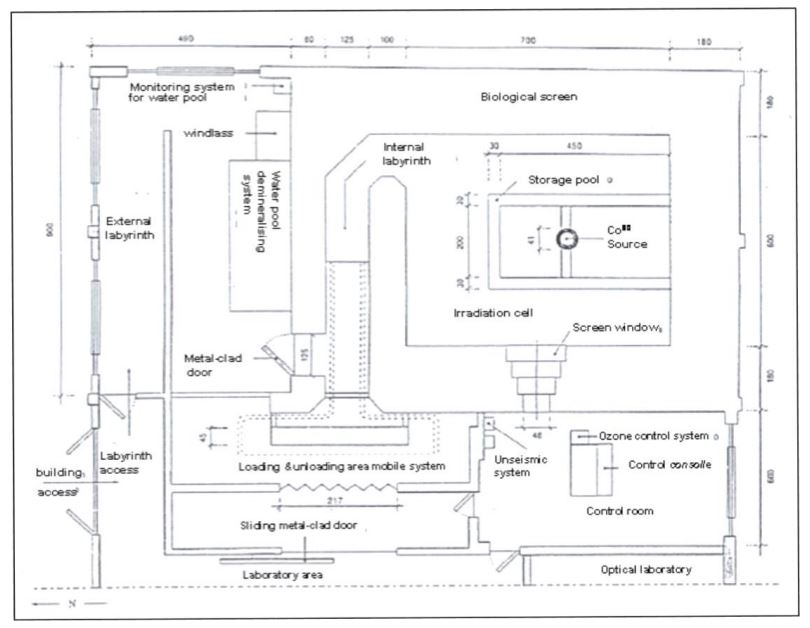 490
80
125
100
700
180
Monitoring system
for water pool
Biological screen
180
windlass
Internal
labyrinth
30
450
Storage pool
Water pool
demineralising
system
External
labyrinth
900
30
200
41
Co
Source
600
30
Irradiation cell
Screen window
Metal-clad
door
125
180
45
48
Ozone control system
Labyrinth
access
Loading & unloading area mobile system
Unseismic
system
Control consolle
building
access
217
600
Control room
Sliding metal-clad door
Laboratory area
Optical laboratory
N